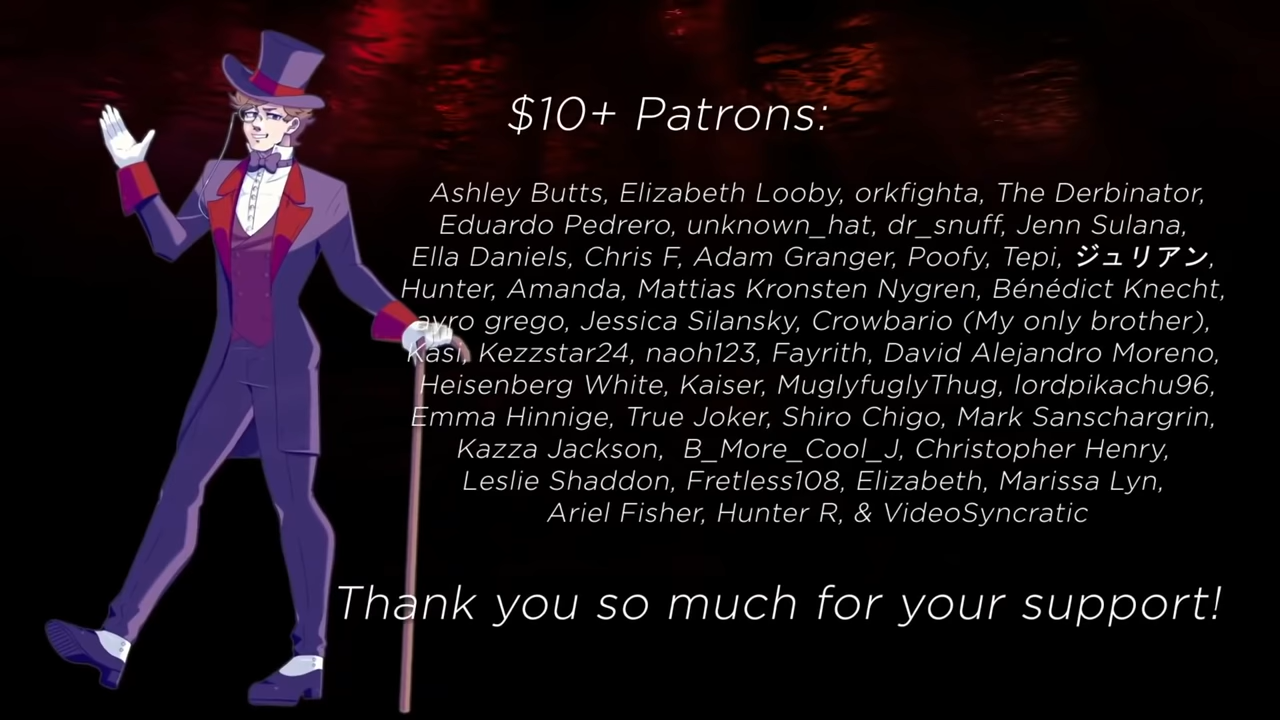 $10+ Patrons:
Ashley Butts, Elizabeth Looby, orkfighta, The Derbinator,
Eduardo Pedrero, unknown_hat, dr_snuff, Jenn Sulana,
Ella Daniels, Chris F, Adam Granger, Poofy, Tepi, ジュリアン,
Hunter, Amanda, Mattias Kronsten Nygren, Bénédict Knecht,
ayro grego, Jessica Silansky, Crowbario (My only brother),
Kasi, Kezzstar24, naoh123, Fayrith, David Alejandro Moreno,
Heisenberg White, Kaiser, MuglyfuglyThug, lordpikachu96,
Emma Hinnige, True Joker, Shiro Chigo, Mark Sanschargrin,
Kazza Jackson, B_More_Cool_J, Christopher Henry,
Leslie Shaddon, Fretless108, Elizabeth, Marissa Lyn,
Ariel Fisher, Hunter R, & VideoSyncratic
Thank you so much for your support!